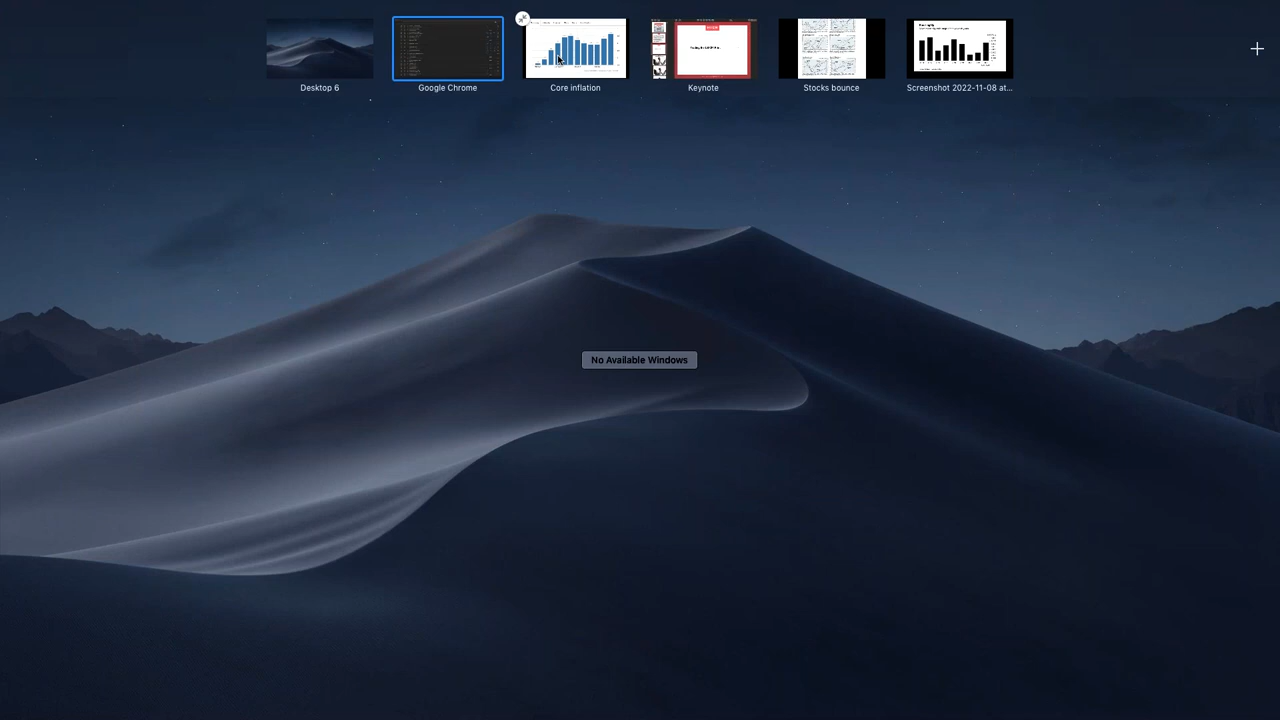 Desktop 6
Google Chrome
Core inflation
Keynote
Stocks bounce
Screenshot 2022-11-08 at...
No Available Windows